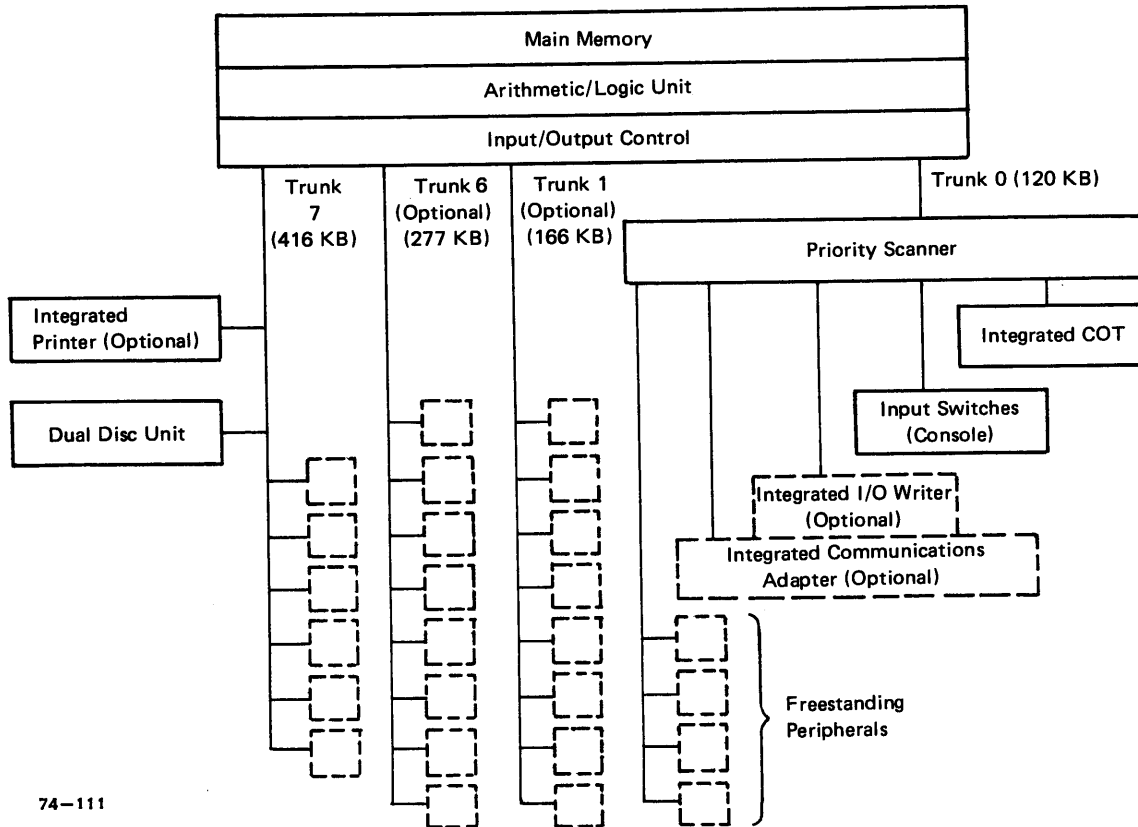 Main Memory
Arithmetic/Logic Unit
Input/Output Control
Trunk
7
(416 KB)
Trunk 6
(Optional)
(277 KB)
Trunk 1
(Optional)
(166 KB)
Trunk 0 (120 KB)
Priority Scanner
Integrated
Printer (Optional)
Integrated COT
Dual Disc Unit
Input Switches
(Console)
Integrated I/O Writer
(Optional)
Integrated Communications
Adapter (Optional)
Freestanding
Peripherals
74-111